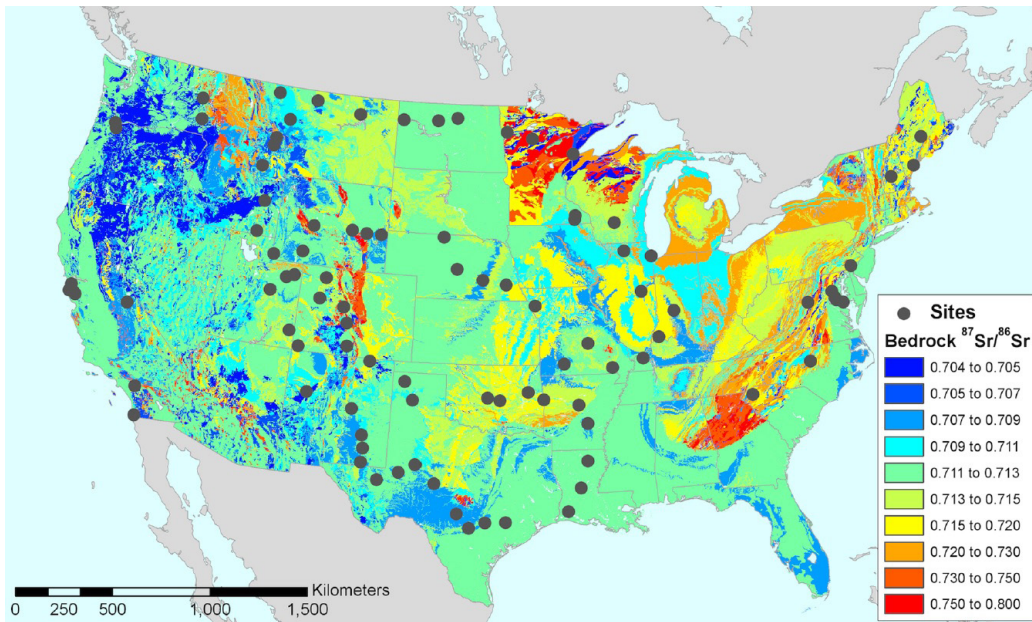 Sites
Bedrock ⁸⁷Sr/⁸⁶Sr
0.704 to 0.705
0.705 to 0.707
0.707 to 0.709
0.709 to 0.711
0.711 to 0.713
0.713 to 0.715
0.715 to 0.720
0.720 to 0.730
0.730 to 0.750
0.750 to 0.800
Kilometers
0 250 500 1,000 1,500